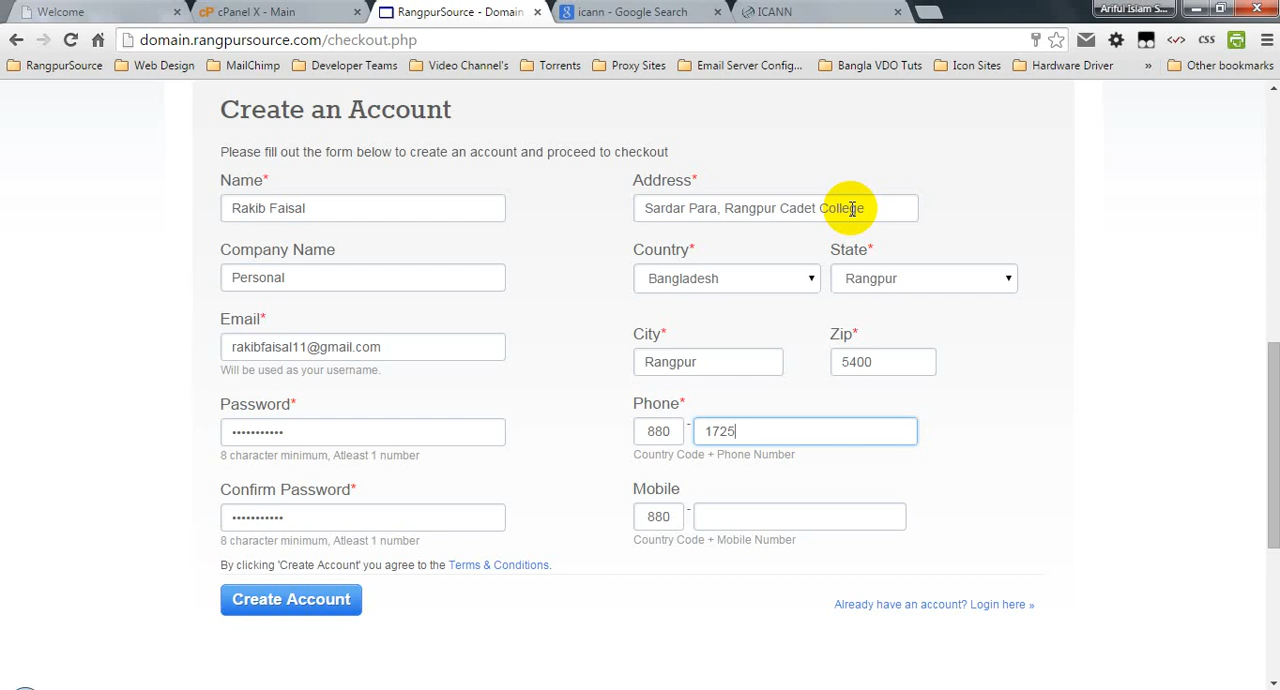 Welcome
cPanel X - Main
RangpurSource - Domain
icann - Google Search
ICANN
Ariful Islam S...
domain.rangpursource.com/checkout.php
CSS
RangpurSource
Web Design
MailChimp
Developer Teams
Video Channel's
Torrents
Proxy Sites
Email Server Config...
Bangla VDO Tuts
Icon Sites
Hardware Driver
»
Other bookmarks
Create an Account
Please fill out the form below to create an account and proceed to checkout
Name*
Rakib Faisal
Company Name
Personal
Email*
rakibfaisal11@gmail.com
Will be used as your username.
Password*
•••••••••••
8 character minimum, Atleast 1 number
Confirm Password*
•••••••••••
8 character minimum, Atleast 1 number
Address*
Sardar Para, Rangpur Cadet College
Country*
State*
Bangladesh
Rangpur
City*
Zip*
Rangpur
5400
Phone*
880 - 1725
Country Code + Phone Number
Mobile
880 -
Country Code + Mobile Number
By clicking 'Create Account' you agree to the Terms & Conditions.
Create Account
Already have an account? Login here »